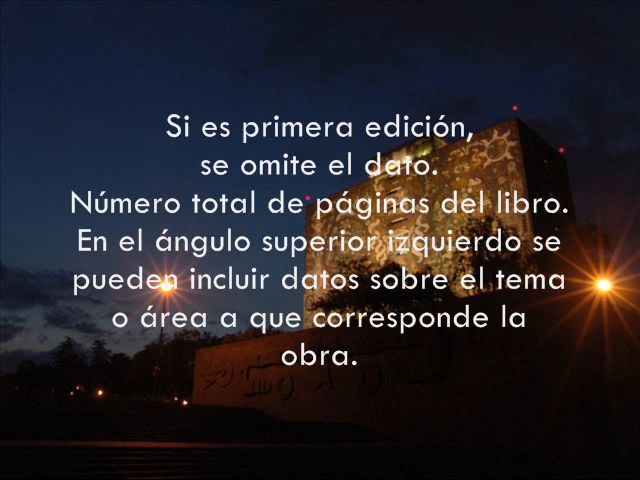 Si es primera edición,
se omite el dato.
Número total de páginas del libro.
En el ángulo superior izquierdo se
pueden incluir datos sobre el tema
o área a que corresponde la
obra.